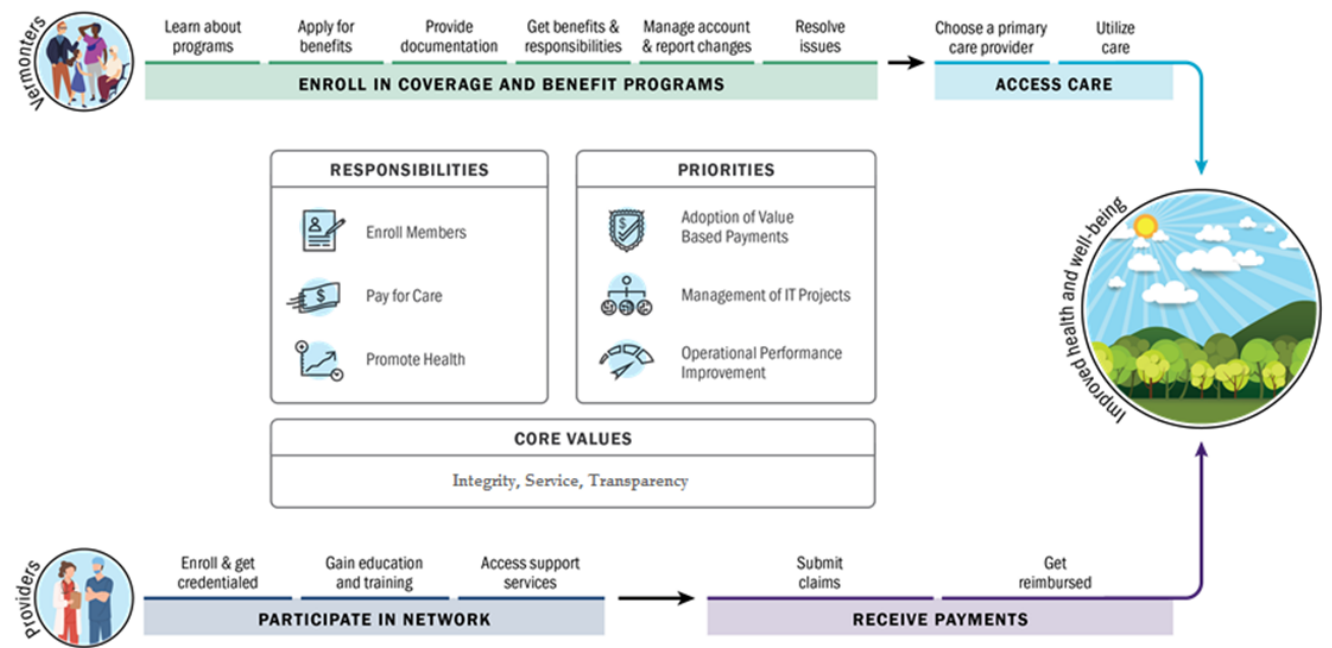 Vermonters
Learn about
programs
Apply for
benefits
Provide
documentation
Get benefits &
responsibilities
Manage account
& report changes
Resolve
issues
Choose a primary
care provider
Utilize
care
ENROLL IN COVERAGE AND BENEFIT PROGRAMS
ACCESS CARE
RESPONSIBILITIES
Enroll Members
Pay for Care
Promote Health
PRIORITIES
Adoption of Value
Based Payments
Management of IT Projects
Operational Performance
Improvement
Improved health and well-being
CORE VALUES
Integrity, Service, Transparency
Providers
Enroll & get
credentialed
Gain education
and training
Access support
services
Submit
claims
Get
reimbursed
PARTICIPATE IN NETWORK
RECEIVE PAYMENTS